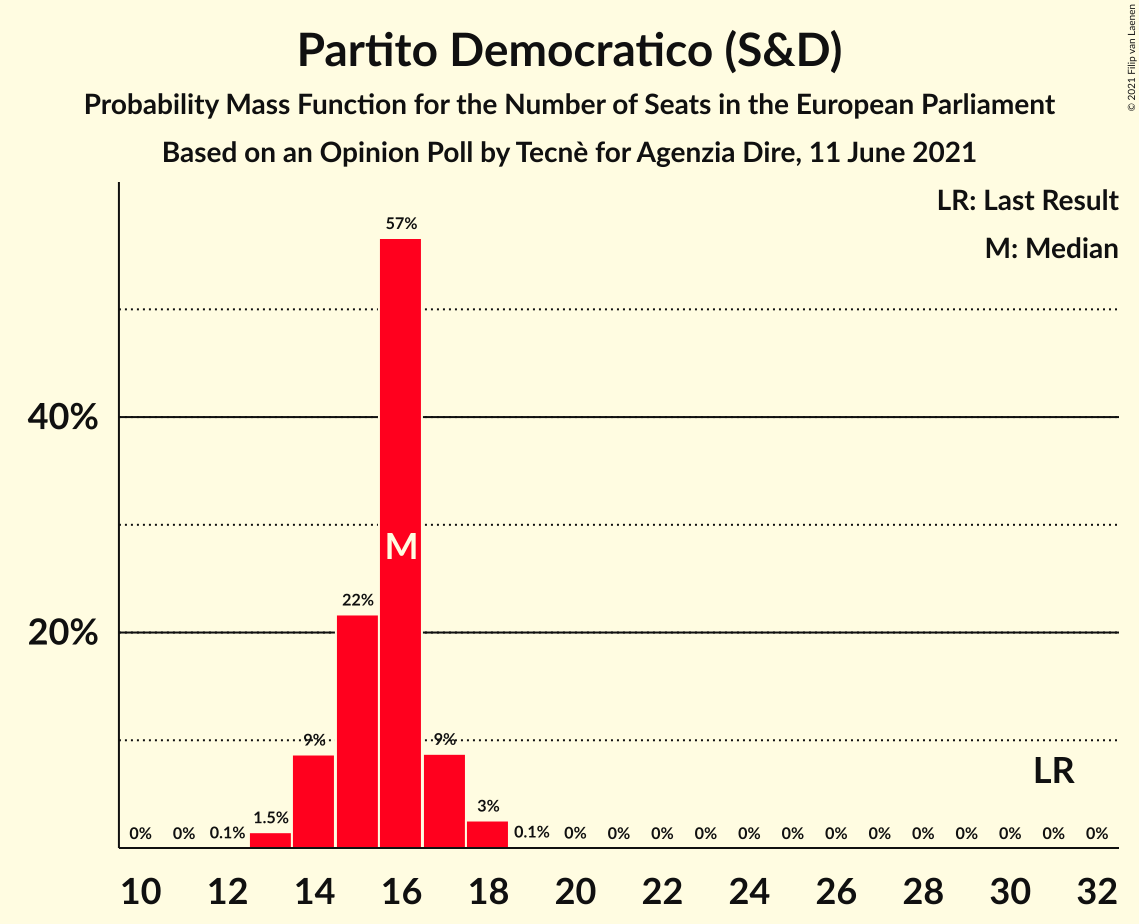 Partito Democratico (S&D)
Probability Mass Function for the Number of Seats in the European Parliament
Based on an Opinion Poll by Tecnè for Agenzia Dire, 11 June 2021
© 2021 Filip van Laenen
LR: Last Result
M: Median
57%
40%
M
22%
20%
9%
9%
LR
3%
1.5%
0%
0%
0.1%
0.1%
0%
0%
0%
0%
0%
0%
0%
0%
0%
0%
0%
0%
0%
10 12 14 16 18 20 22 24 26 28 30 32